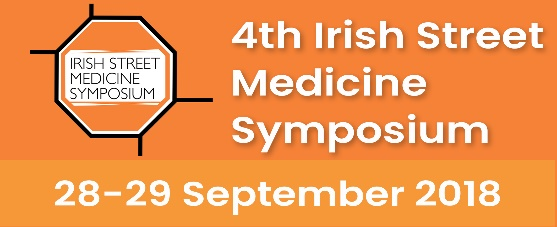 IRISH STREET
MEDICINE
SYMPOSIUM
4th Irish Street
Medicine
Symposium
28-29 September 2018